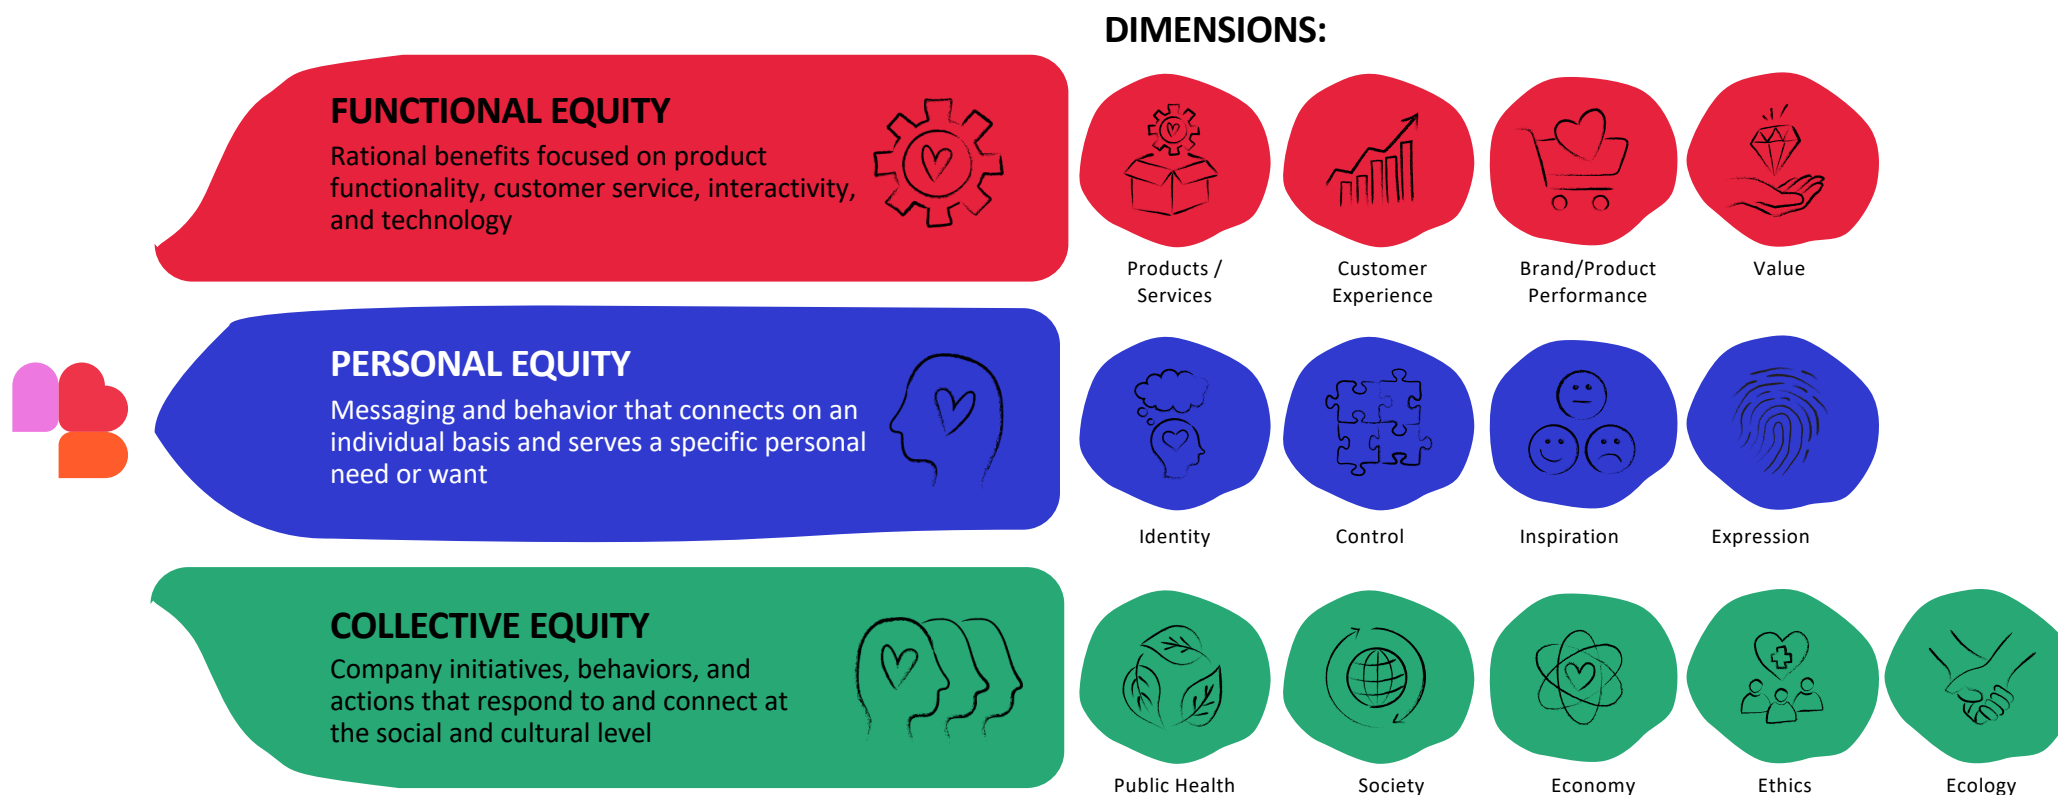 DIMENSIONS:
FUNCTIONAL EQUITY
Rational benefits focused on product
functionality, customer service, interactivity,
and technology
Products /
Services
Customer
Experience
Brand/Product
Performance
Value
PERSONAL EQUITY
Messaging and behavior that connects on an
individual basis and serves a specific personal
need or want
Identity
Control
Inspiration
Expression
COLLECTIVE EQUITY
Company initiatives, behaviors, and
actions that respond to and connect at
the social and cultural level
Public Health
Society
Economy
Ethics
Ecology